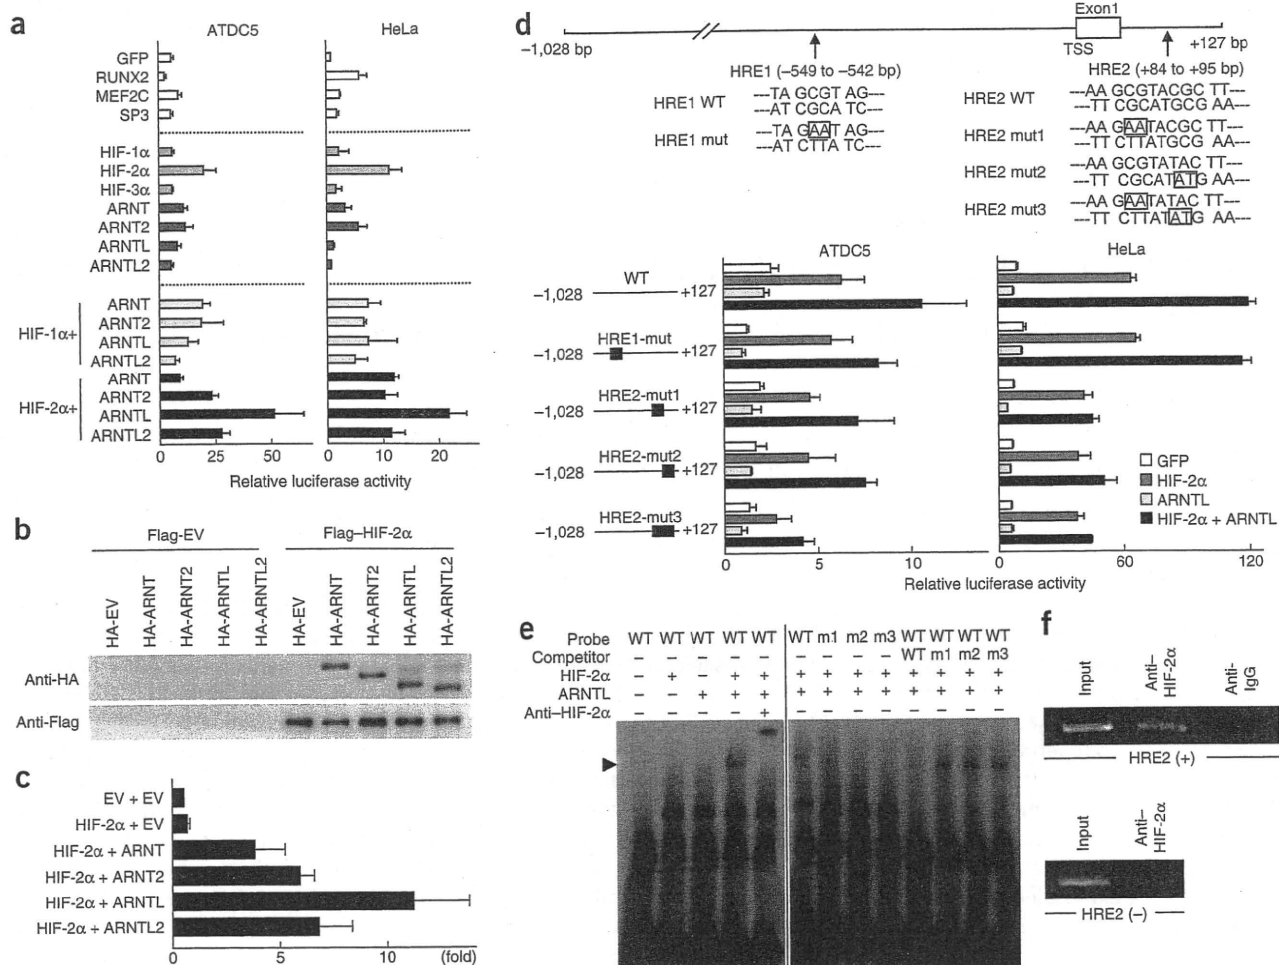 a
ATDC5
HeLa
GFP
RUNX2
MEF2C
SP3
HIF-1α
HIF-2α
HIF-3α
ARNT
ARNT2
ARNTL
ARNTL2
HIF-1α+
ARNT
ARNT2
ARNTL
ARNTL2
HIF-2α+
ARNT
ARNT2
ARNTL
ARNTL2
0 25 50
0 10 20
Relative luciferase activity
b
Flag-EV
Flag–HIF-2α
HA-EV
HA-ARNT
HA-ARNT2
HA-ARNTL
HA-ARNTL2
HA-EV
HA-ARNT
HA-ARNT2
HA-ARNTL
HA-ARNTL2
Anti-HA
Anti-Flag
c
EV + EV
HIF-2α + EV
HIF-2α + ARNT
HIF-2α + ARNT2
HIF-2α + ARNTL
HIF-2α + ARNTL2
0 5 10 (fold)
d
Exon1
–1,028 bp
TSS
+127 bp
HRE1 (–549 to –542 bp)
HRE1 WT
---TA GCGT AG---
---AT CGCA TC---
HRE1 mut
---TA GAATAG---
---AT CTTA TC---
HRE2 (+84 to +95 bp)
HRE2 WT
---AA GCGTACGC TT---
---TT CGCATGCG AA---
HRE2 mut1
---AA GAATACGC TT---
---TT CTTATGCG AA---
HRE2 mut2
---AA GCGTATAC TT---
---TT CGCATATG AA---
HRE2 mut3
---AA GAATATAC TT---
---TT CTTATATG AA---
ATDC5
HeLa
WT
–1,028 +127
HRE1-mut
–1,028 +127
HRE2-mut1
–1,028 +127
HRE2-mut2
–1,028 +127
HRE2-mut3
–1,028 +127
GFP
HIF-2α
ARNTL
HIF-2α + ARNTL
0 5 10
0 60 120
Relative luciferase activity
e
Probe WT WT WT WT WT WT m1 m2 m3 WT WT WT WT
Competitor – – – – – – – – – WT m1 m2 m3
HIF-2α – + – + + + + + + + + + +
ARNTL – – + + + + + + + + + + +
Anti–HIF-2α – – – – + – – – – – – – –
f
Input
Anti–HIF-2α
Anti-IgG
HRE2 (+)
Input
Anti–HIF-2α
HRE2 (–)